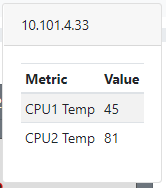 10.101.4.33
Metric Value
CPU1 Temp 45
CPU2 Temp 81